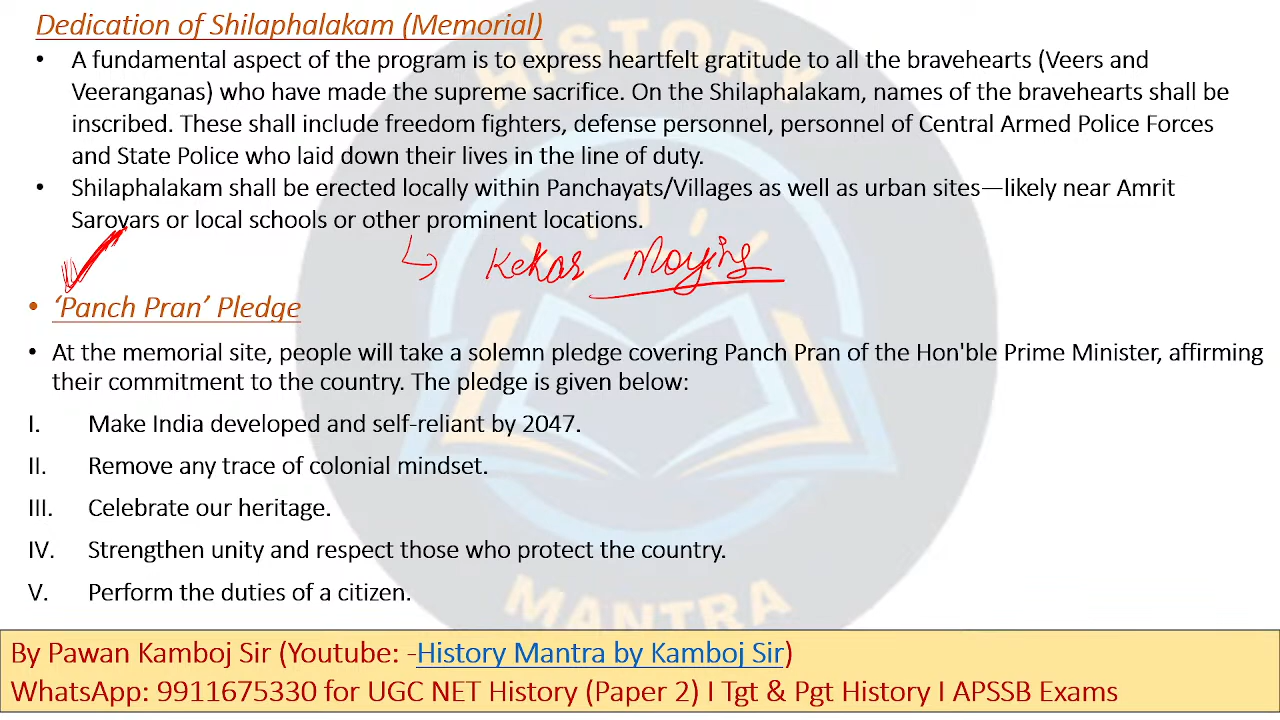 Dedication of Shilaphalakam (Memorial)
• A fundamental aspect of the program is to express heartfelt gratitude to all the bravehearts (Veers and
Veeranganas) who have made the supreme sacrifice. On the Shilaphalakam, names of the bravehearts shall be
inscribed. These shall include freedom fighters, defense personnel, personnel of Central Armed Police Forces
and State Police who laid down their lives in the line of duty.
• Shilaphalakam shall be erected locally within Panchayats/Villages as well as urban sites—likely near Amrit
Sarovars or local schools or other prominent locations.
Kekar Moying
• ‘Panch Pran’ Pledge
• At the memorial site, people will take a solemn pledge covering Panch Pran of the Hon'ble Prime Minister, affirming
their commitment to the country. The pledge is given below:
I. Make India developed and self-reliant by 2047.
II. Remove any trace of colonial mindset.
III. Celebrate our heritage.
IV. Strengthen unity and respect those who protect the country.
V. Perform the duties of a citizen.
HISTORY
MANTRA
By Pawan Kamboj Sir (Youtube: -History Mantra by Kamboj Sir)
WhatsApp: 9911675330 for UGC NET History (Paper 2) I Tgt & Pgt History I APSSB Exams